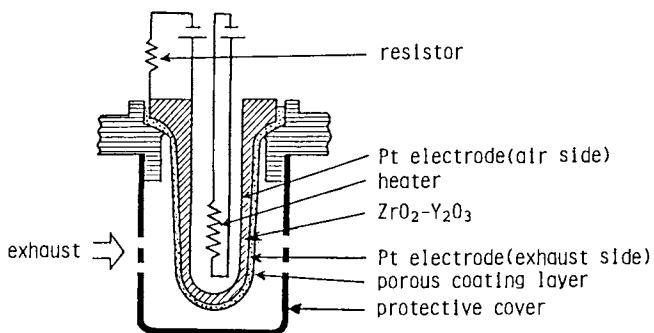 resistor
Pt electrode(air side)
heater
ZrO₂-Y₂O₃
exhaust
Pt electrode(exhaust side)
porous coating layer
protective cover